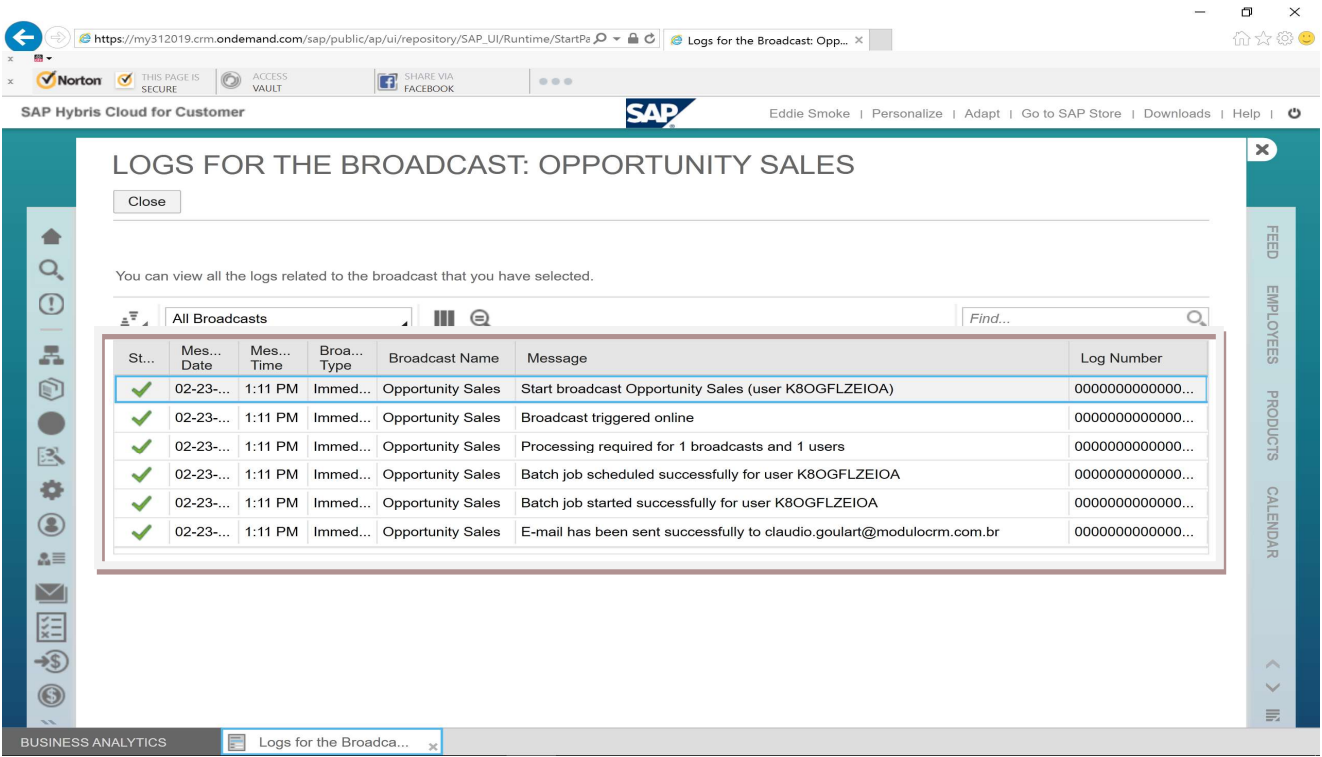 https://my312019.crm.ondemand.com/sap/public/ap/ui/repository/SAP_UI/Runtime/StartPa
Logs for the Broadcast: Opp...
Norton
THIS PAGE IS SECURE
ACCESS VAULT
SHARE VIA FACEBOOK
SAP Hybris Cloud for Customer
SAP
Eddie Smoke | Personalize | Adapt | Go to SAP Store | Downloads | Help |
LOGS FOR THE BROADCAST: OPPORTUNITY SALES
Close
You can view all the logs related to the broadcast that you have selected.
All Broadcasts
Find...
St... Mes... Date Mes... Time Broa... Type Broadcast Name Message Log Number
02-23-... 1:11 PM Immed... Opportunity Sales Start broadcast Opportunity Sales (user K8OGFLZEIOA) 0000000000000...
02-23-... 1:11 PM Immed... Opportunity Sales Broadcast triggered online 0000000000000...
02-23-... 1:11 PM Immed... Opportunity Sales Processing required for 1 broadcasts and 1 users 0000000000000...
02-23-... 1:11 PM Immed... Opportunity Sales Batch job scheduled successfully for user K8OGFLZEIOA 0000000000000...
02-23-... 1:11 PM Immed... Opportunity Sales Batch job started successfully for user K8OGFLZEIOA 0000000000000...
02-23-... 1:11 PM Immed... Opportunity Sales E-mail has been sent successfully to claudio.goulart@modulocrm.com.br 0000000000000...
FEED
EMPLOYEES
PRODUCTS
CALENDAR
BUSINESS ANALYTICS
Logs for the Broadca...